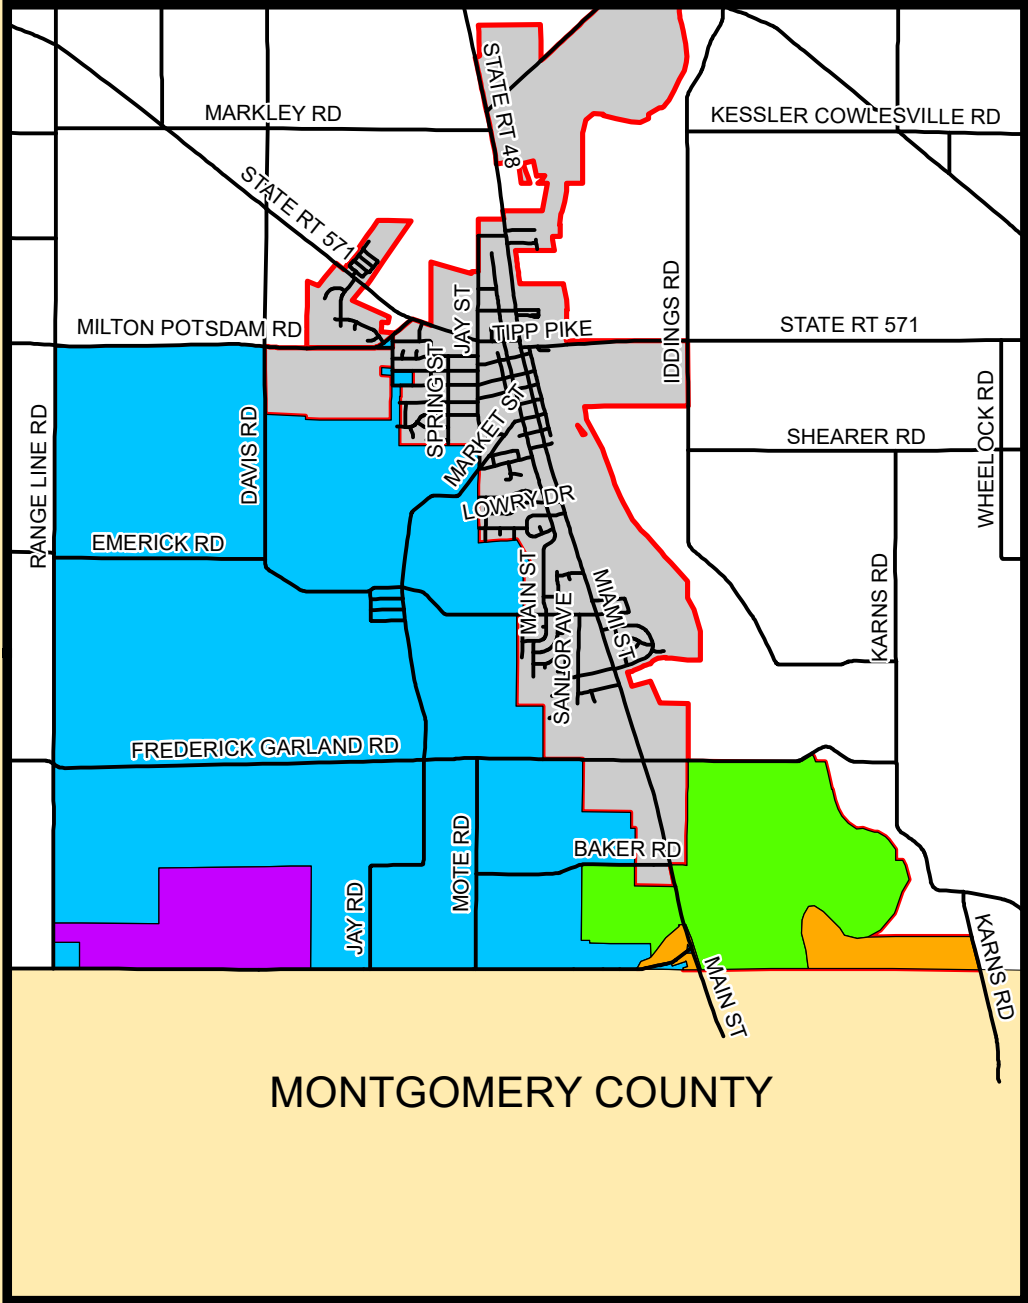 MARKLEY RD
STATE RT 48
KESSLER COWLESVILLE RD
STATE RT 571
MILTON POTSDAM RD
JAY ST
TIPP PIKE
IDDINGS RD
STATE RT 571
RANGE LINE RD
DAVIS RD
SPRING ST
MARKET ST
WHEELOCK RD
SHEARER RD
LOWRY DR
EMERICK RD
MAIN ST
SANLOR AVE
MIAMI ST
KARNS RD
FREDERICK GARLAND RD
MOTE RD
BAKER RD
JAY RD
MAIN ST
KARNS RD
MONTGOMERY COUNTY